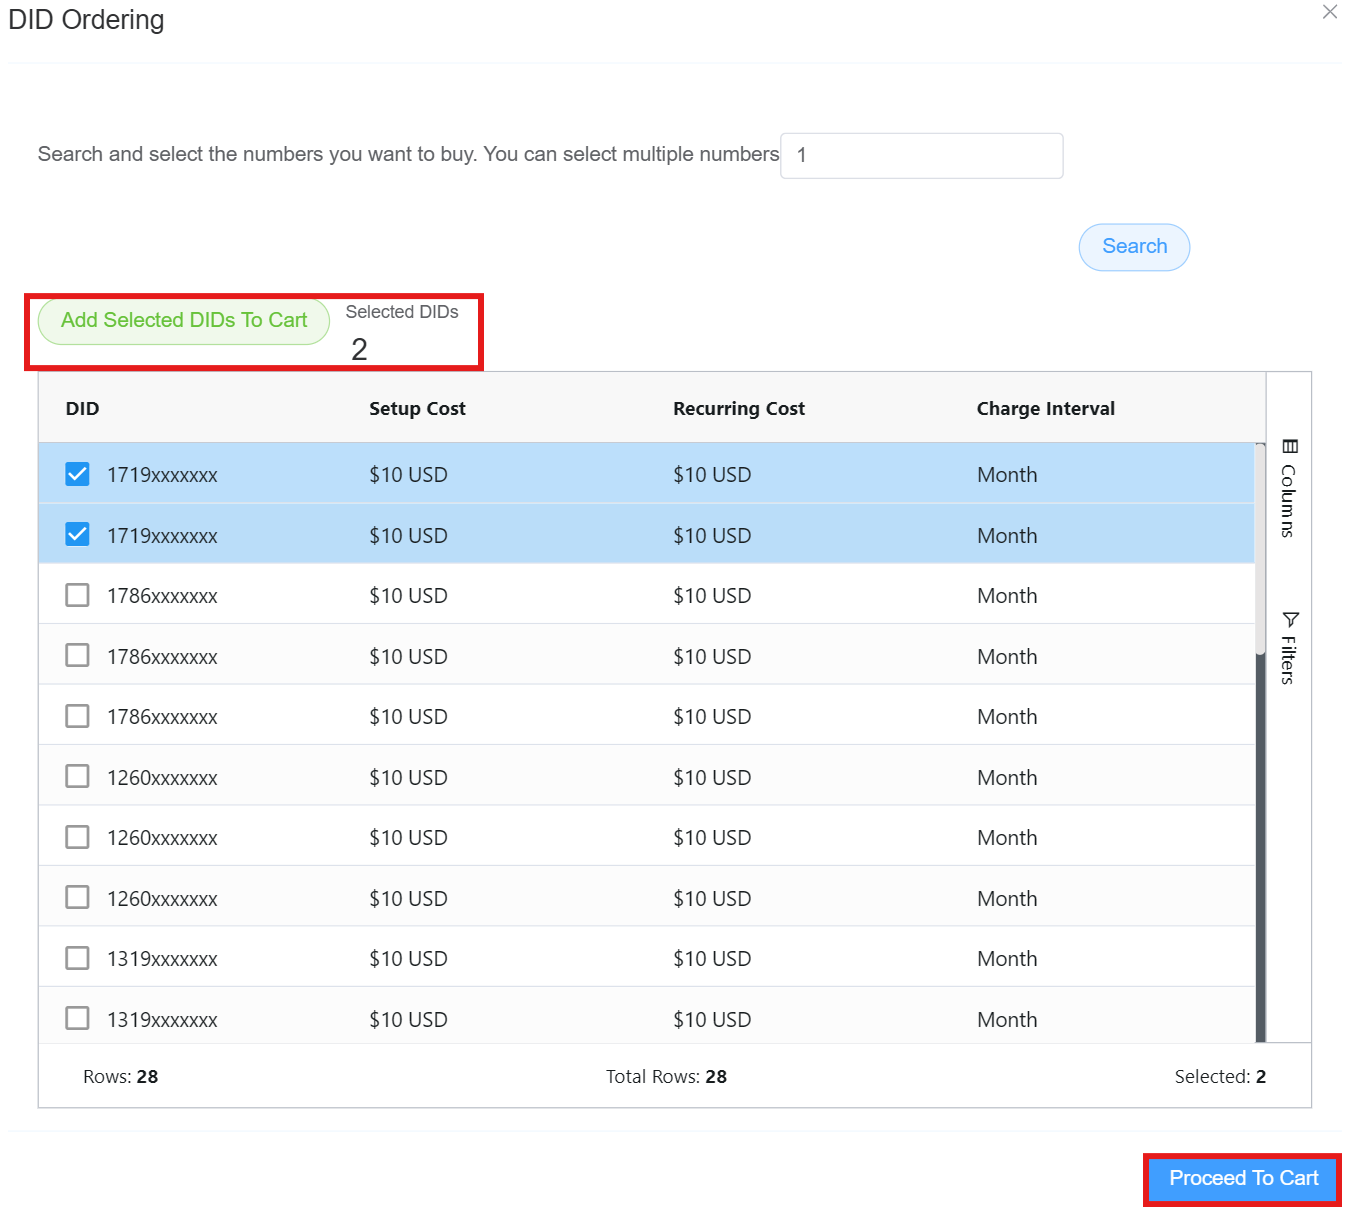 DID Ordering
Search and select the numbers you want to buy. You can select multiple numbers 1
Search
Add Selected DIDs To Cart
Selected DIDs
2
DID Setup Cost Recurring Cost Charge Interval
1719xxxxxxx $10 USD $10 USD Month
1719xxxxxxx $10 USD $10 USD Month
1786xxxxxxx $10 USD $10 USD Month
1786xxxxxxx $10 USD $10 USD Month
1786xxxxxxx $10 USD $10 USD Month
1260xxxxxxx $10 USD $10 USD Month
1260xxxxxxx $10 USD $10 USD Month
1260xxxxxxx $10 USD $10 USD Month
1319xxxxxxx $10 USD $10 USD Month
1319xxxxxxx $10 USD $10 USD Month
Columns
Filters
Rows: 28 Total Rows: 28 Selected: 2
Proceed To Cart